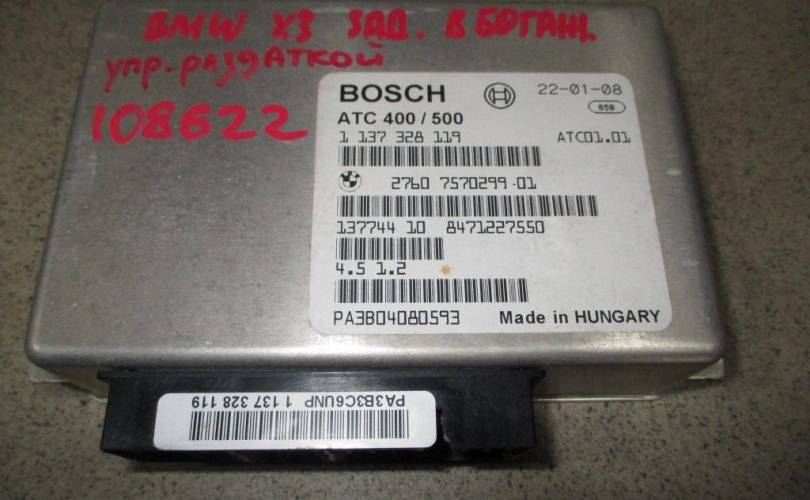 BMW X3 ЗАД. В БОГАЖ.
упр. раздаткой
108622
BOSCH 22-01-08
ATC 400 / 500 658
1 137 328 119 ATC01.01
2760 7570299-01
137744 10 8471227550
4.5 1.2
PA3B04080593 Made in HUNGARY
PA3B3C6UNP 1 137 328 119